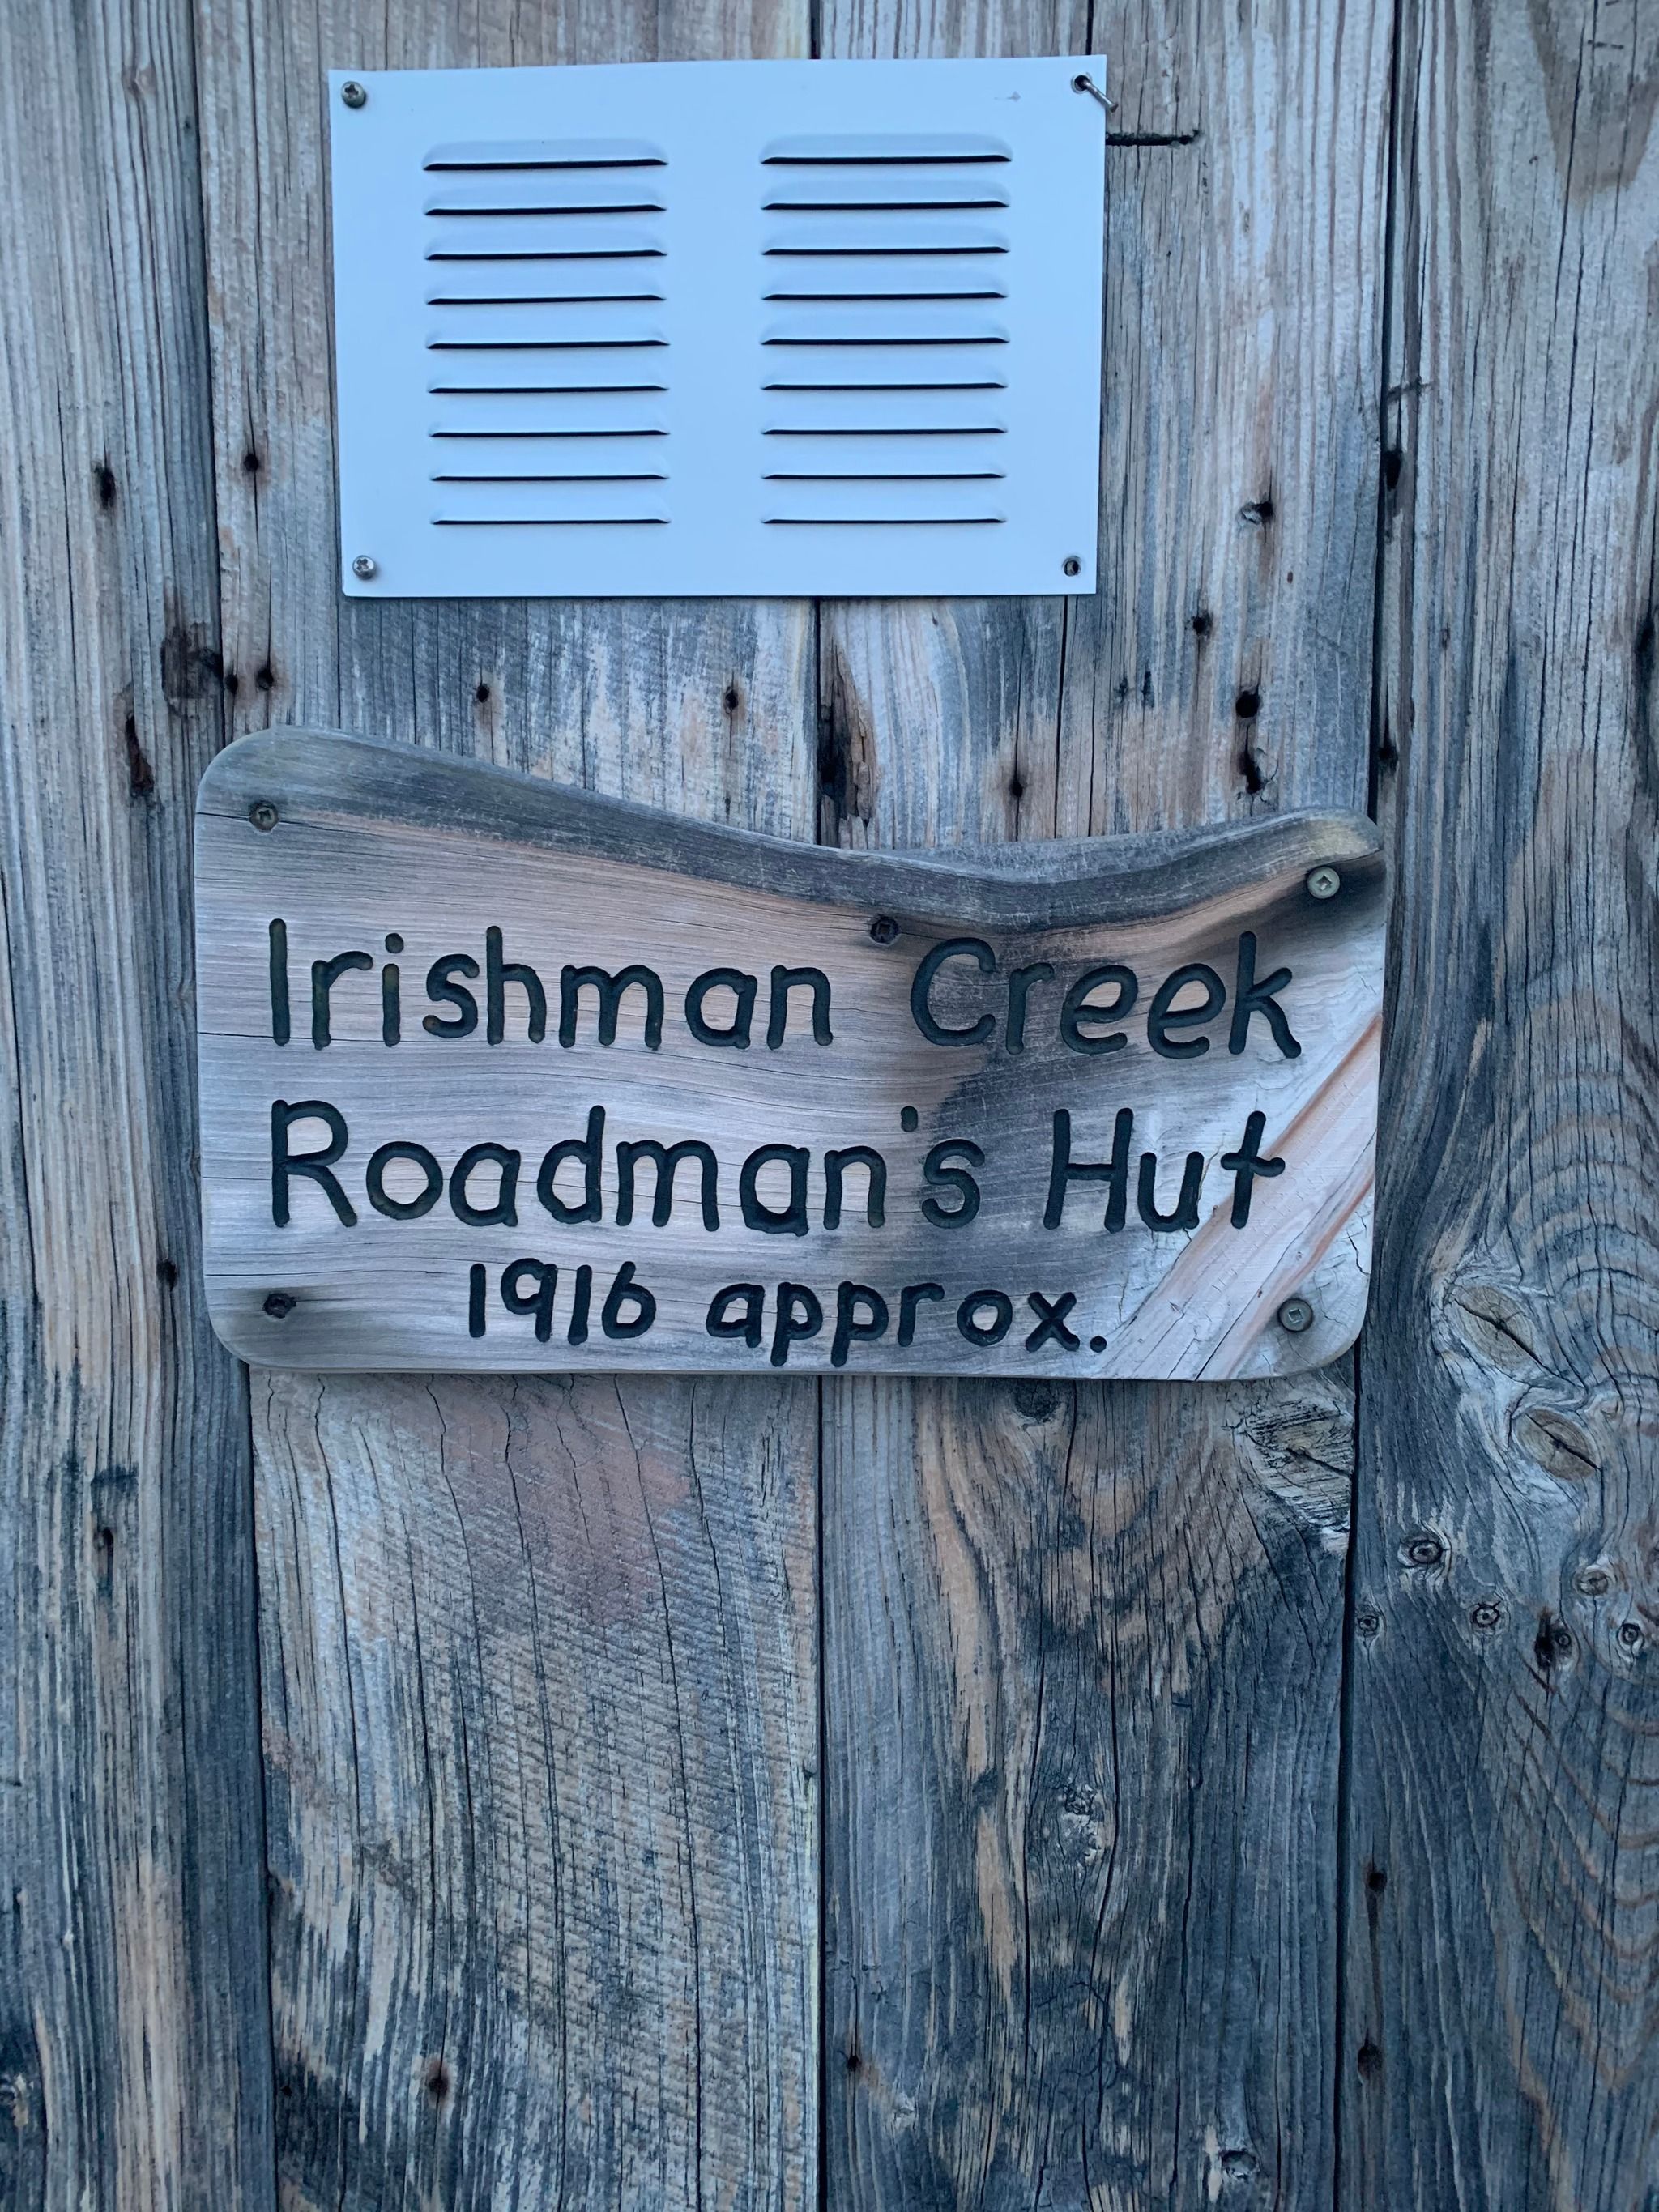 Irishman Creek
Roadman's Hut
1916 approx.